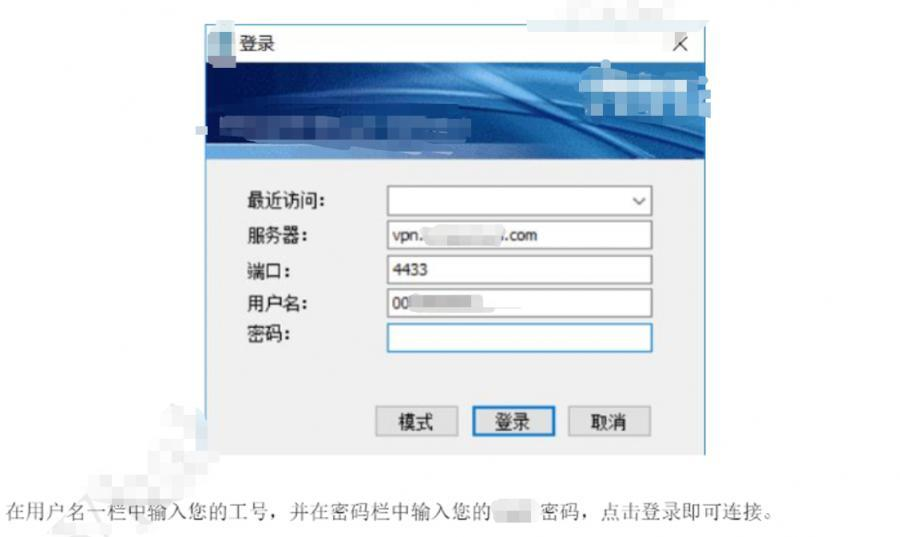 登录
最近访问：
服务器：
vpn. .com
端口：
4433
用户名：
00
密码：
模式 登录 取消
在用户名一栏中输入您的工号，并在密码栏中输入您的 密码，点击登录即可连接。